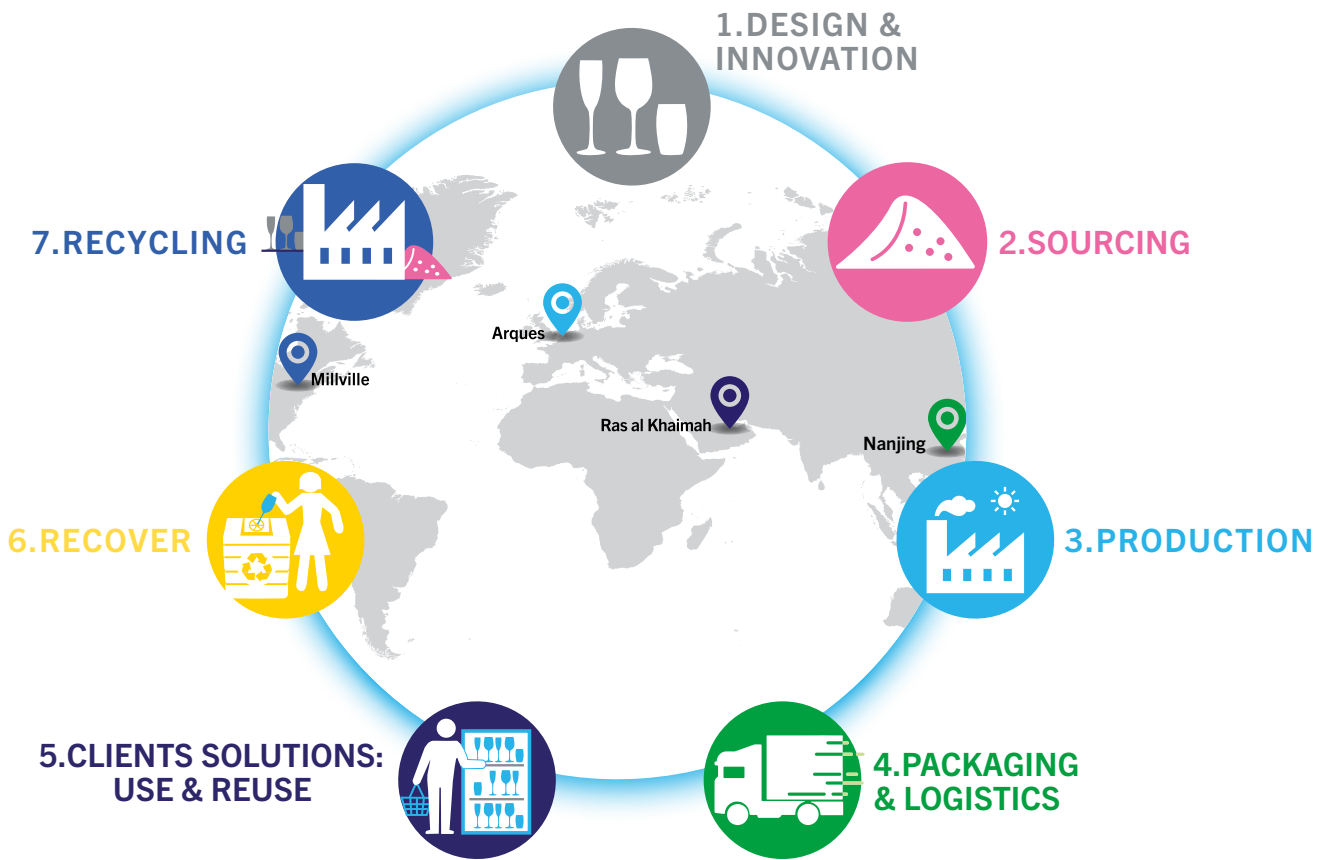 1.DESIGN &
INNOVATION
2.SOURCING
3.PRODUCTION
4.PACKAGING
& LOGISTICS
5.CLIENTS SOLUTIONS:
USE & REUSE
6.RECOVER
7.RECYCLING
Arques
Millville
Ras al Khaimah
Nanjing